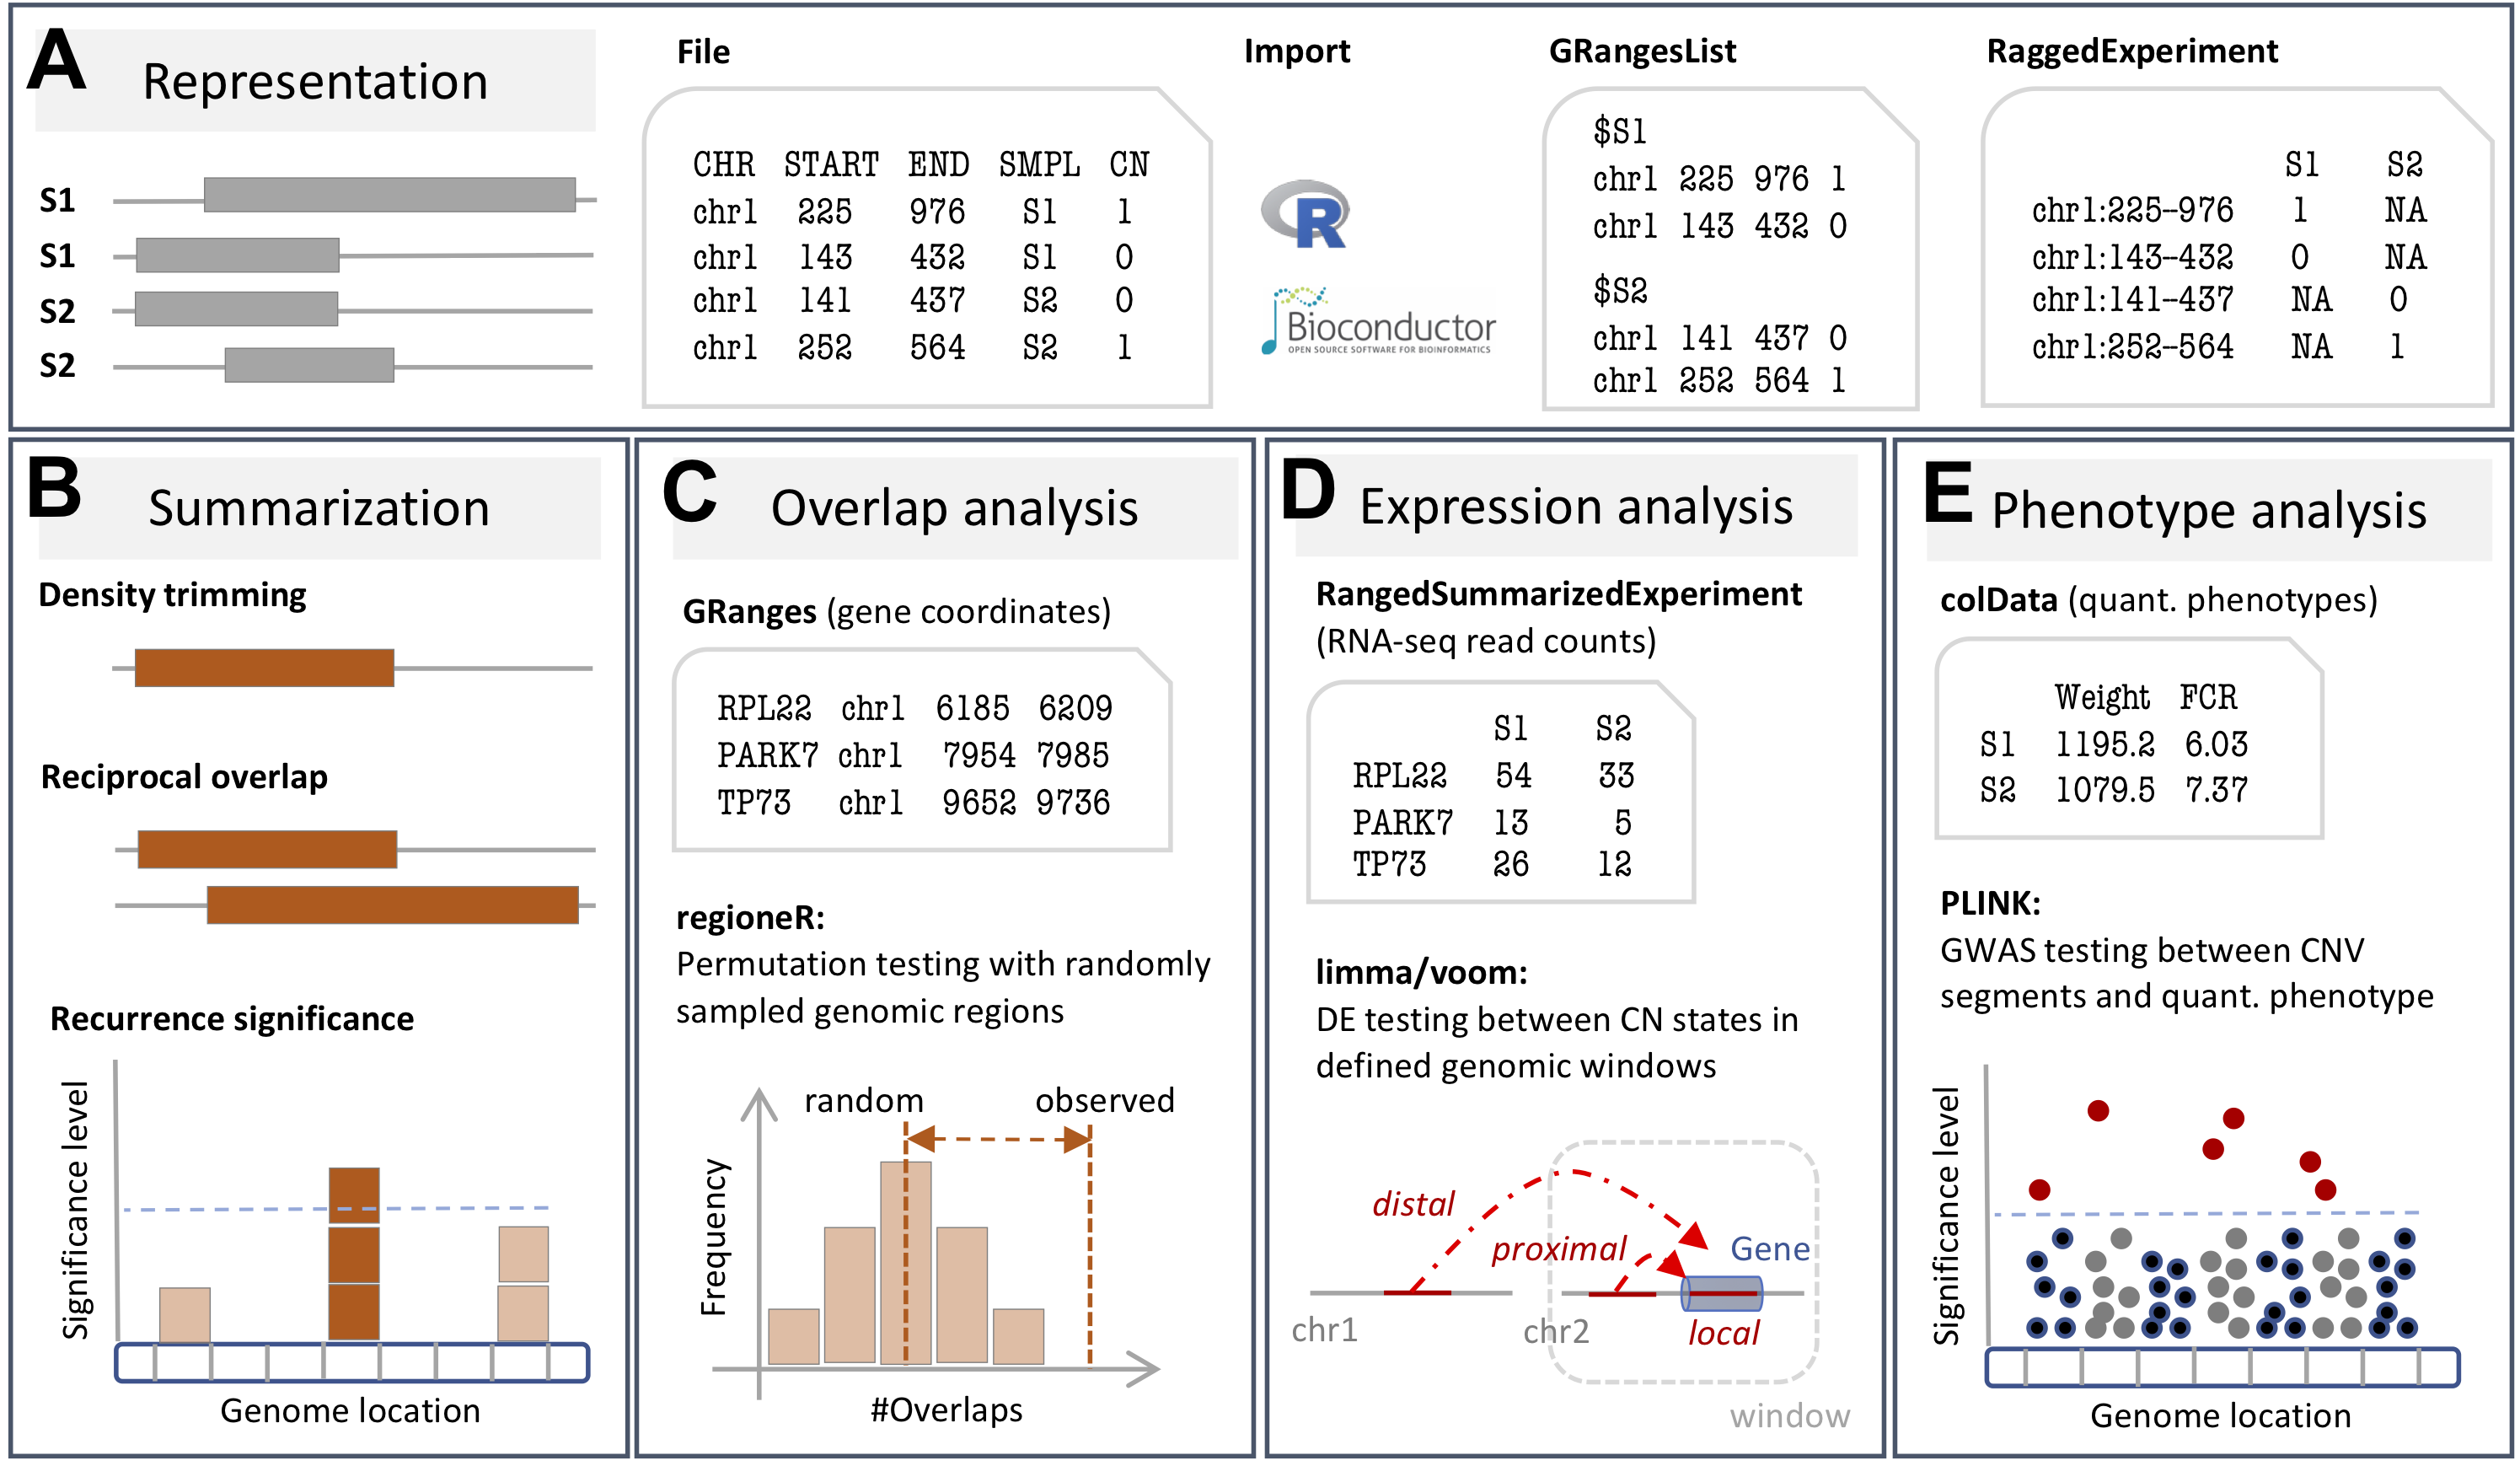 A
Representation
S1
S1
S2
S2
File
CHR START END SMPL CN
chr1 225 976 S1 1
chr1 143 432 S1 0
chr1 141 437 S2 0
chr1 252 564 S2 1
Import
R
Bioconductor
OPEN SOURCE SOFTWARE FOR BIOINFORMATICS
GRangesList
$S1
chr1 225 976 1
chr1 143 432 0
$S2
chr1 141 437 0
chr1 252 564 1
RaggedExperiment
S1 S2
chr1:225-976 1 NA
chr1:143-432 0 NA
chr1:141-437 NA 0
chr1:252-564 NA 1
B
Summarization
Density trimming
Reciprocal overlap
Recurrence significance
Significance level
Genome location
C
Overlap analysis
GRanges (gene coordinates)
RPL22 chr1 6185 6209
PARK7 chr1 7954 7985
TP73 chr1 9652 9736
regioneR:
Permutation testing with randomly
sampled genomic regions
random observed
Frequency
#Overlaps
D
Expression analysis
RangedSummarizedExperiment
(RNA-seq read counts)
S1 S2
RPL22 54 33
PARK7 13 5
TP73 26 12
limma/voom:
DE testing between CN states in
defined genomic windows
distal
proximal
Gene
chr1
chr2
local
window
E
Phenotype analysis
colData (quant. phenotypes)
Weight FCR
S1 1195.2 6.03
S2 1079.5 7.37
PLINK:
GWAS testing between CNV
segments and quant. phenotype
Significance level
Genome location